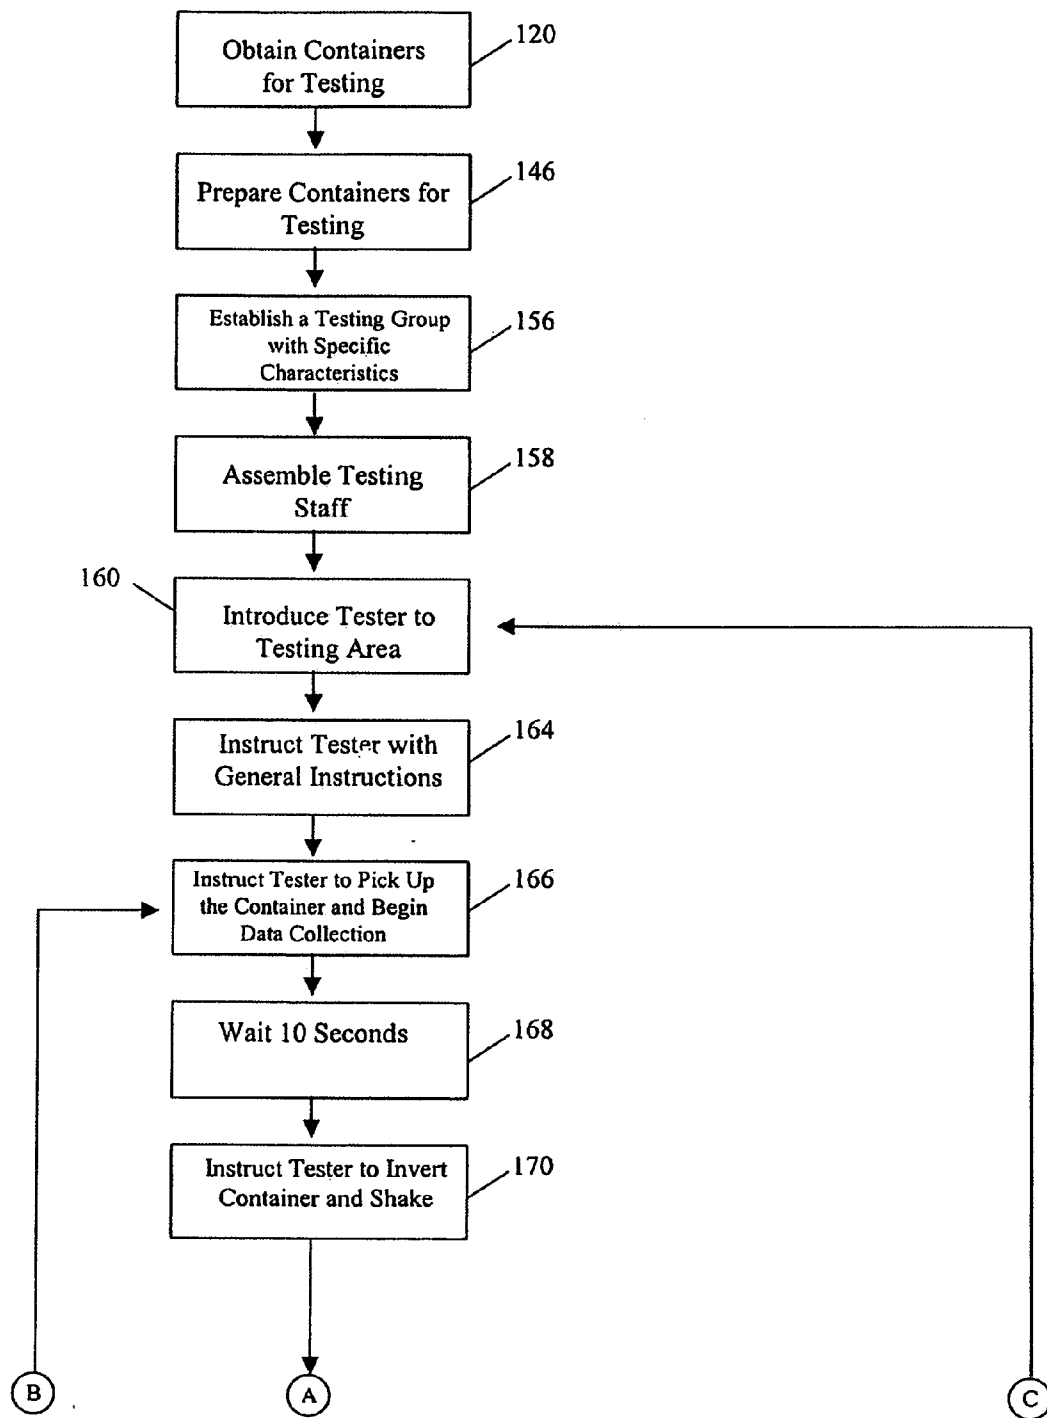 Obtain Containers
for Testing
120
Prepare Containers for
Testing
146
Establish a Testing Group
with Specific
Characteristics
156
Assemble Testing
Staff
158
160
Introduce Tester to
Testing Area
Instruct Tester with
General Instructions
164
Instruct Tester to Pick Up
the Container and Begin
Data Collection
166
Wait 10 Seconds
168
Instruct Tester to Invert
Container and Shake
170
B
A
C